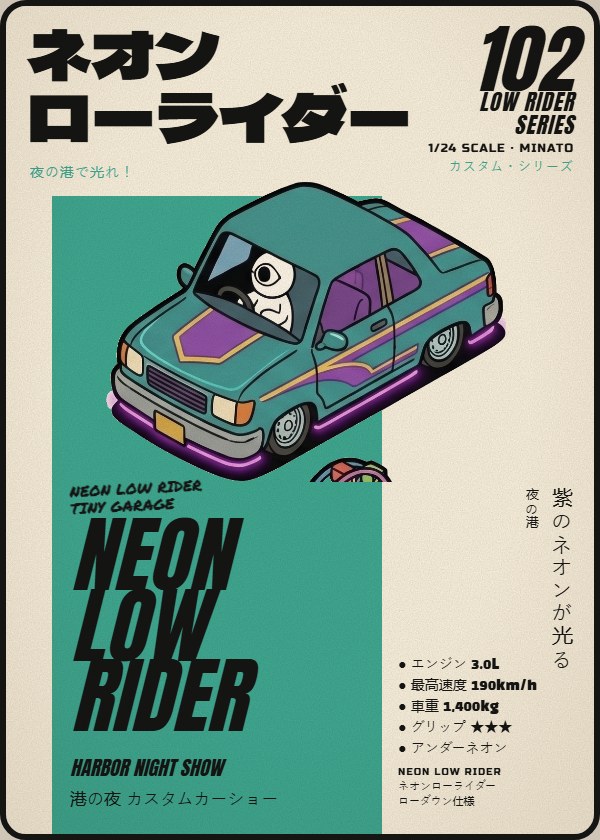 ネオン
ローライダー
夜の港で光れ！
102
LOW RIDER
SERIES
1/24 SCALE · MINATO
カスタム・シリーズ
NEON LOW RIDER
TINY GARAGE
NEON
LOW
RIDER
HARBOR NIGHT SHOW
港の夜 カスタムカーショー
紫のネオンが光る
夜の港
● エンジン 3.0L
● 最高速度 190km/h
● 車重 1,400kg
● グリップ ★★★
● アンダーネオン
NEON LOW RIDER
ネオンローライダー
ローダウン仕様